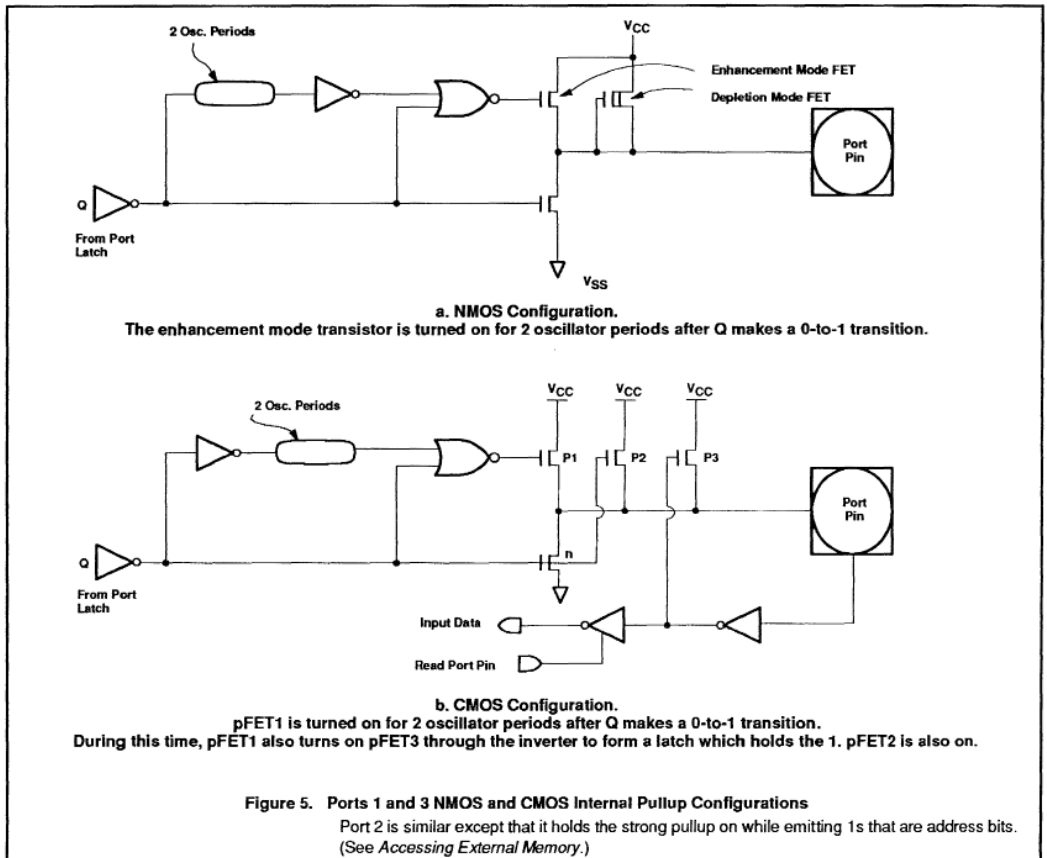 2 Osc. Periods
VCC
Enhancement Mode FET
Depletion Mode FET
Port
Pin
Q
From Port
Latch
VSS
a. NMOS Configuration.
The enhancement mode transistor is turned on for 2 oscillator periods after Q makes a 0-to-1 transition.
VCC VCC VCC
2 Osc. Periods
P1 P2 P3
Port
Pin
n
Q
From Port
Latch
Input Data
Read Port Pin
b. CMOS Configuration.
pFET1 is turned on for 2 oscillator periods after Q makes a 0-to-1 transition.
During this time, pFET1 also turns on pFET3 through the inverter to form a latch which holds the 1. pFET2 is also on.
Figure 5. Ports 1 and 3 NMOS and CMOS Internal Pullup Configurations
Port 2 is similar except that it holds the strong pullup on while emitting 1s that are address bits.
(See Accessing External Memory.)